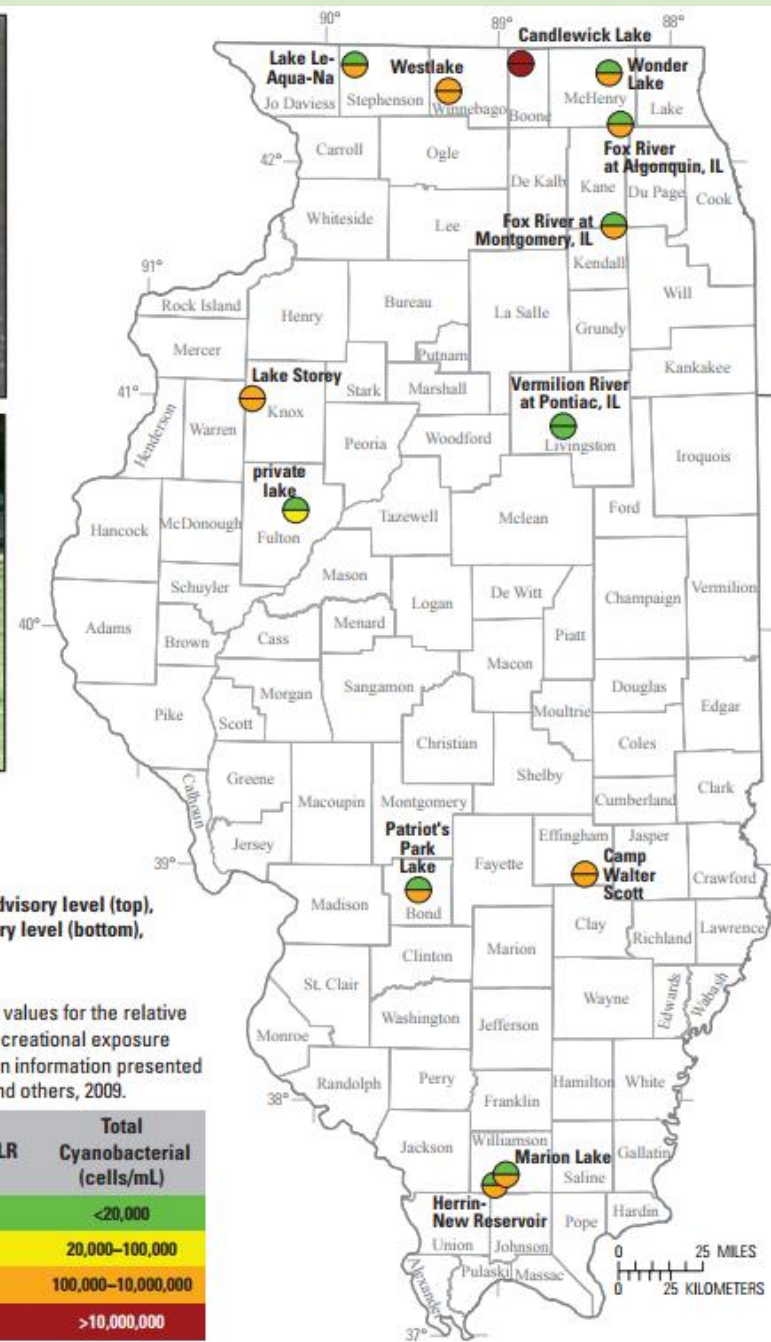 90°
89°
88°
Candlewick Lake
Lake Le-
Aqua-Na
Westlake
Wonder
Lake
Jo Daviess
Stephenson
Winnebago
Boone
McHenry
Lake
Carroll
Ogle
42°
Fox River
at Algonquin, IL
De Kalb
Kane
Du Page
Cook
Whiteside
Lee
Fox River at
Montgomery, IL
Kendall
91°
Rock Island
Henry
Bureau
La Salle
Will
Grundy
Mercer
Putnam
Kankakee
41°
Lake Storey
Knox
Stark
Marshall
Vermilion River
at Pontiac, IL
Livingston
Henderson
Warren
Peoria
Woodford
Iroquois
private
lake
Fulton
Hancock
McDonough
Tazewell
Mclean
Ford
Schuyler
Mason
Logan
De Witt
Champaign
Vermilion
40°
Adams
Brown
Cass
Menard
Piatt
Macon
Pike
Scott
Morgan
Sangamon
Douglas
Edgar
Moultrie
Christian
Coles
Shelby
Greene
Calhoun
Macoupin
Montgomery
Cumberland
Clark
Jersey
Patriot's
Park
Lake
Bond
Effingham
Jasper
39°
Fayette
Camp
Walter
Scott
Crawford
dvisory level (top),
ry level (bottom),
Madison
Clay
Richland
Lawrence
Clinton
Marion
St. Clair
values for the relative
creational exposure
n information presented
nd others, 2009.
Wayne
Edwards
Wabash
Washington
Jefferson
Monroe
Randolph
Perry
Hamilton
White
38°
Franklin
LR
Total
Cyanobacterial
(cells/mL)
Jackson
Williamson
Marion Lake
Saline
Gallatin
<20,000
20,000–100,000
100,000–10,000,000
>10,000,000
Herrin-
New Reservoir
Union
Johnson
Pope
Hardin
Alexander
Pulaski
Massac
0 25 MILES
0 25 KILOMETERS
37°